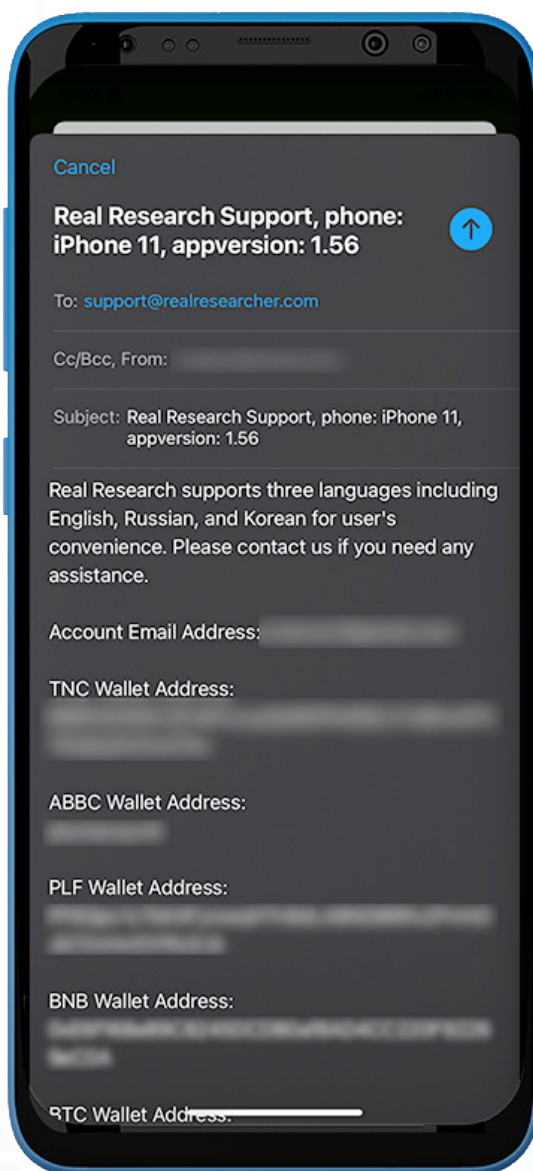 Cancel
Real Research Support, phone:
iPhone 11, appversion: 1.56
To: support@realresearcher.com
Cc/Bcc, From:
Subject: Real Research Support, phone: iPhone 11,
appversion: 1.56
Real Research supports three languages including
English, Russian, and Korean for user's
convenience. Please contact us if you need any
assistance.
Account Email Address:
TNC Wallet Address:
ABBC Wallet Address:
PLF Wallet Address:
BNB Wallet Address:
BTC Wallet Address: